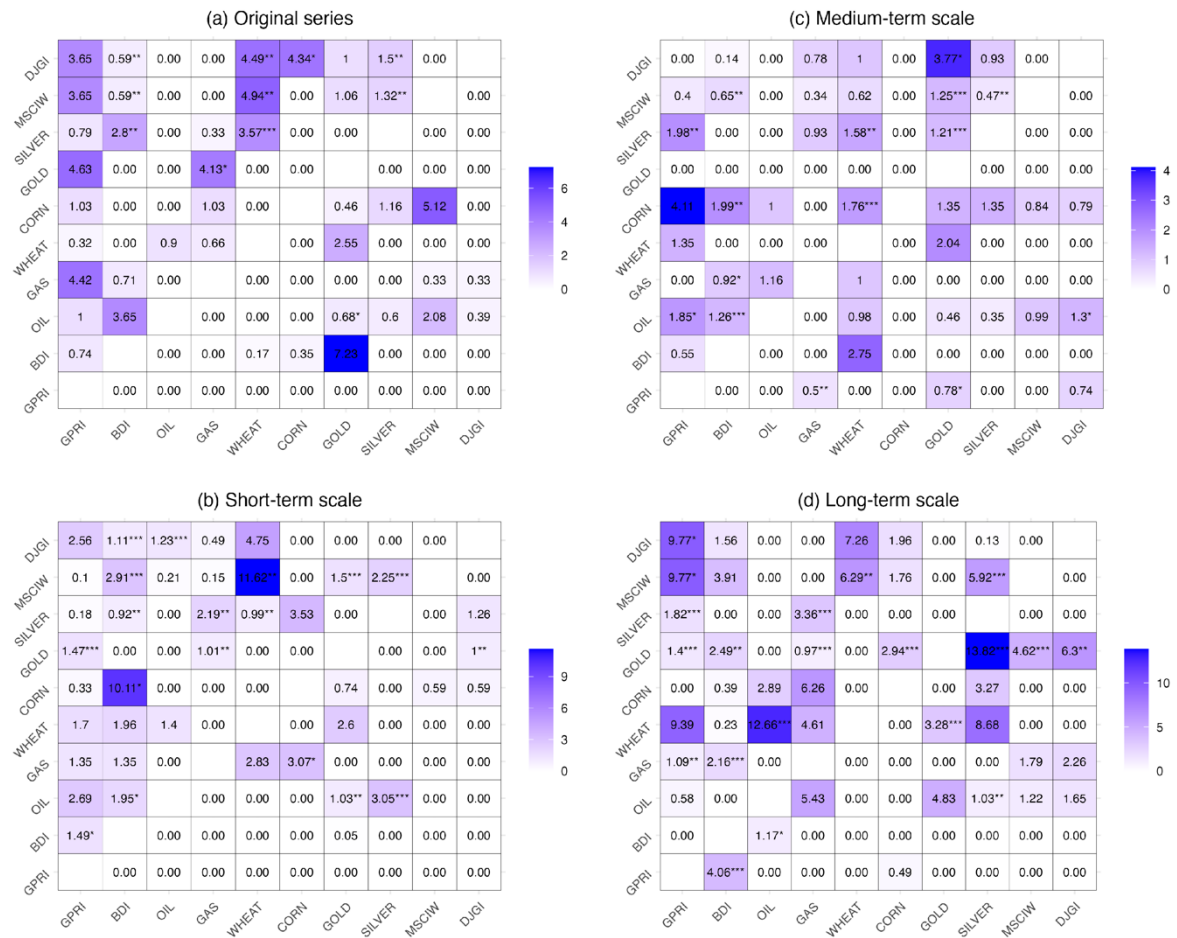 (a) Original series
DJGI 3.65 0.59** 0.00 0.00 4.49** 4.34* 1 1.5** 0.00
MSCIW 3.65 0.59** 0.00 0.00 4.94** 0.00 1.06 1.32** 0.00
SILVER 0.79 2.8** 0.00 0.33 3.57*** 0.00 0.00 0.00 0.00
GOLD 4.63 0.00 0.00 4.13* 0.00 0.00 0.00 0.00 0.00
CORN 1.03 0.00 0.00 1.03 0.00 0.46 1.16 5.12 0.00
WHEAT 0.32 0.00 0.9 0.66 0.00 2.55 0.00 0.00 0.00
GAS 4.42 0.71 0.00 0.00 0.00 0.00 0.00 0.33 0.33
OIL 1 3.65 0.00 0.00 0.00 0.68* 0.6 2.08 0.39
BDI 0.74 0.00 0.00 0.17 0.35 7.23 0.00 0.00 0.00
GPRI 0.00 0.00 0.00 0.00 0.00 0.00 0.00 0.00 0.00
GPRI BDI OIL GAS WHEAT CORN GOLD SILVER MSCIW DJGI
6
4
2
0
(c) Medium-term scale
DJGI 0.00 0.14 0.00 0.78 1 0.00 3.77* 0.93 0.00
MSCIW 0.4 0.65** 0.00 0.34 0.62 0.00 1.25*** 0.47** 0.00
SILVER 1.98** 0.00 0.00 0.93 1.58** 0.00 1.21*** 0.00 0.00
GOLD 0.00 0.00 0.00 0.00 0.00 0.00 0.00 0.00 0.00
CORN 4.11 1.99** 1 0.00 1.76*** 1.35 1.35 0.84 0.79
WHEAT 1.35 0.00 0.00 0.00 0.00 2.04 0.00 0.00 0.00
GAS 0.00 0.92* 1.16 1 0.00 0.00 0.00 0.00 0.00
OIL 1.85* 1.26*** 0.00 0.98 0.00 0.46 0.35 0.99 1.3*
BDI 0.55 0.00 0.00 2.75 0.00 0.00 0.00 0.00 0.00
GPRI 0.00 0.00 0.5** 0.00 0.00 0.78* 0.00 0.00 0.74
GPRI BDI OIL GAS WHEAT CORN GOLD SILVER MSCIW DJGI
4
3
2
1
0
(b) Short-term scale
DJGI 2.56 1.11*** 1.23*** 0.49 4.75 0.00 0.00 0.00 0.00
MSCIW 0.1 2.91*** 0.21 0.15 0.00 1.5*** 2.25*** 0.00
SILVER 0.18 0.92** 0.00 2.19** 0.99** 3.53 0.00 0.00 1.26
GOLD 1.47*** 0.00 0.00 1.01** 0.00 0.00 0.00 0.00 1**
CORN 0.33 10.11* 0.00 0.00 0.00 0.74 0.00 0.59 0.59
WHEAT 1.7 1.96 1.4 0.00 0.00 2.6 0.00 0.00 0.00
GAS 1.35 1.35 0.00 2.83 3.07* 0.00 0.00 0.00 0.00
OIL 2.69 1.95* 0.00 0.00 0.00 1.03** 3.05*** 0.00 0.00
BDI 1.49* 0.00 0.00 0.00 0.00 0.05 0.00 0.00 0.00
GPRI 0.00 0.00 0.00 0.00 0.00 0.00 0.00 0.00 0.00
GPRI BDI OIL GAS WHEAT CORN GOLD SILVER MSCIW DJGI
9
6
3
0
(d) Long-term scale
DJGI 9.77* 1.56 0.00 0.00 7.26 1.96 0.00 0.13 0.00
MSCIW 9.77* 3.91 0.00 0.00 6.29** 1.76 0.00 5.92*** 0.00
SILVER 1.82*** 0.00 0.00 3.36*** 0.00 0.00 0.00 0.00 0.00
GOLD 1.4*** 2.49** 0.00 0.97*** 0.00 2.94*** 13.82*** 4.62*** 6.3**
CORN 0.00 0.39 2.89 6.26 0.00 0.00 3.27 0.00 0.00
WHEAT 9.39 0.23 12.66*** 4.61 0.00 3.28*** 8.68 0.00 0.00
GAS 1.09** 2.16*** 0.00 0.00 0.00 0.00 0.00 1.79 2.26
OIL 0.58 0.00 5.43 0.00 0.00 4.83 1.03** 1.22 1.65
BDI 0.00 1.17* 0.00 0.00 0.00 0.00 0.00 0.00 0.00
GPRI 4.06*** 0.00 0.00 0.00 0.49 0.00 0.00 0.00 0.00
GPRI BDI OIL GAS WHEAT CORN GOLD SILVER MSCIW DJGI
10
5
0